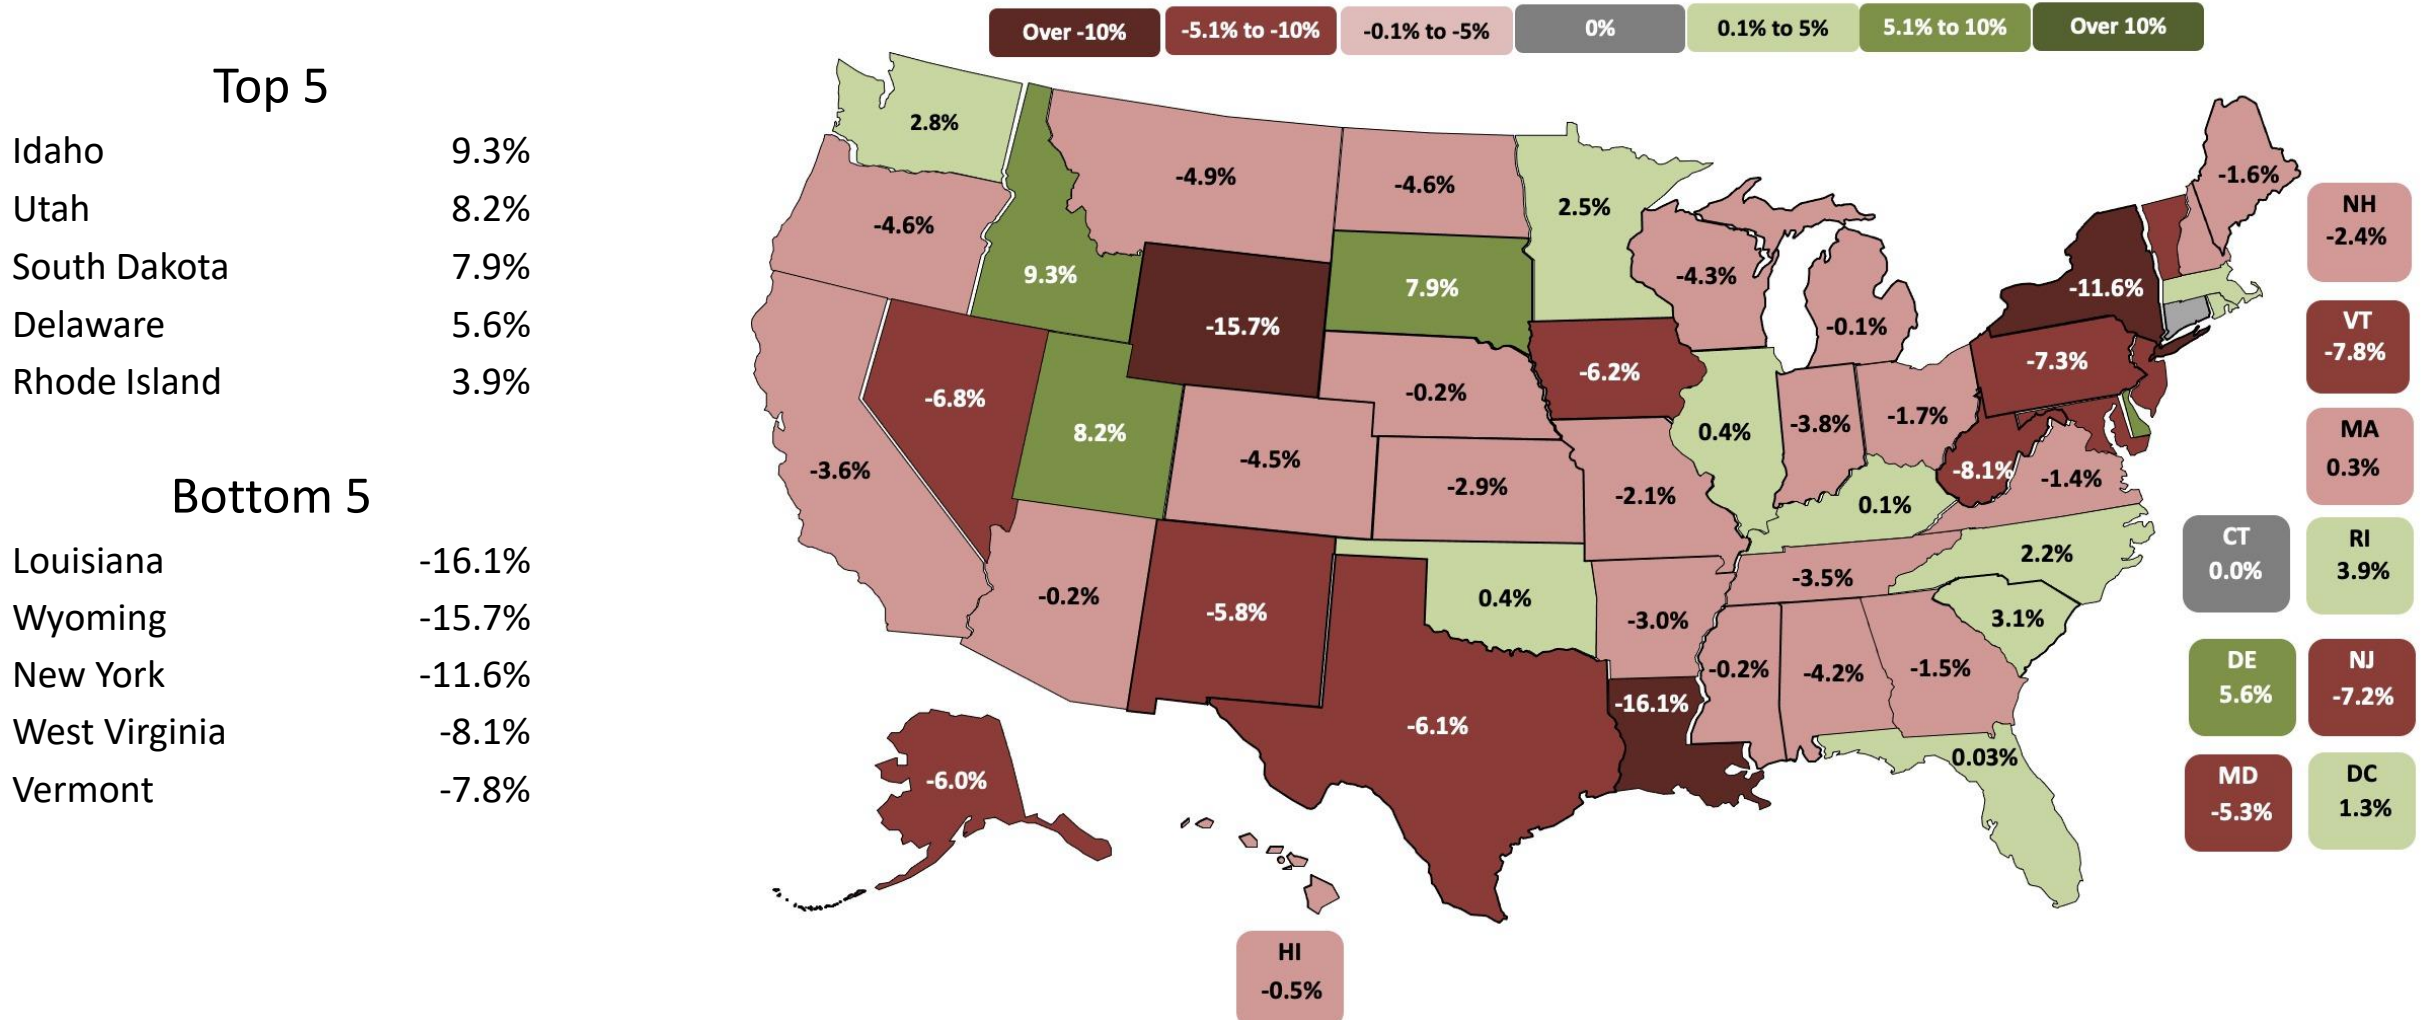 Over -10%
-5.1% to -10%
-0.1% to -5%
0%
0.1% to 5%
5.1% to 10%
Over 10%
Top 5
Idaho 9.3%
Utah 8.2%
South Dakota 7.9%
Delaware 5.6%
Rhode Island 3.9%
Bottom 5
Louisiana -16.1%
Wyoming -15.7%
New York -11.6%
West Virginia -8.1%
Vermont -7.8%
2.8%
-4.6%
-3.6%
9.3%
-6.8%
8.2%
-0.2%
-4.9%
-15.7%
-4.5%
-5.8%
-4.6%
7.9%
-0.2%
-2.9%
0.4%
-6.1%
2.5%
-6.2%
-2.1%
-3.0%
-16.1%
-4.3%
0.4%
-0.1%
-3.8%
-1.7%
0.1%
-3.5%
-0.2%
-4.2%
-1.5%
0.03%
3.1%
2.2%
-1.4%
-8.1%
-7.3%
-11.6%
-1.6%
-6.0%
HI
-0.5%
NH
-2.4%
VT
-7.8%
MA
0.3%
CT
0.0%
RI
3.9%
DE
5.6%
NJ
-7.2%
MD
-5.3%
DC
1.3%